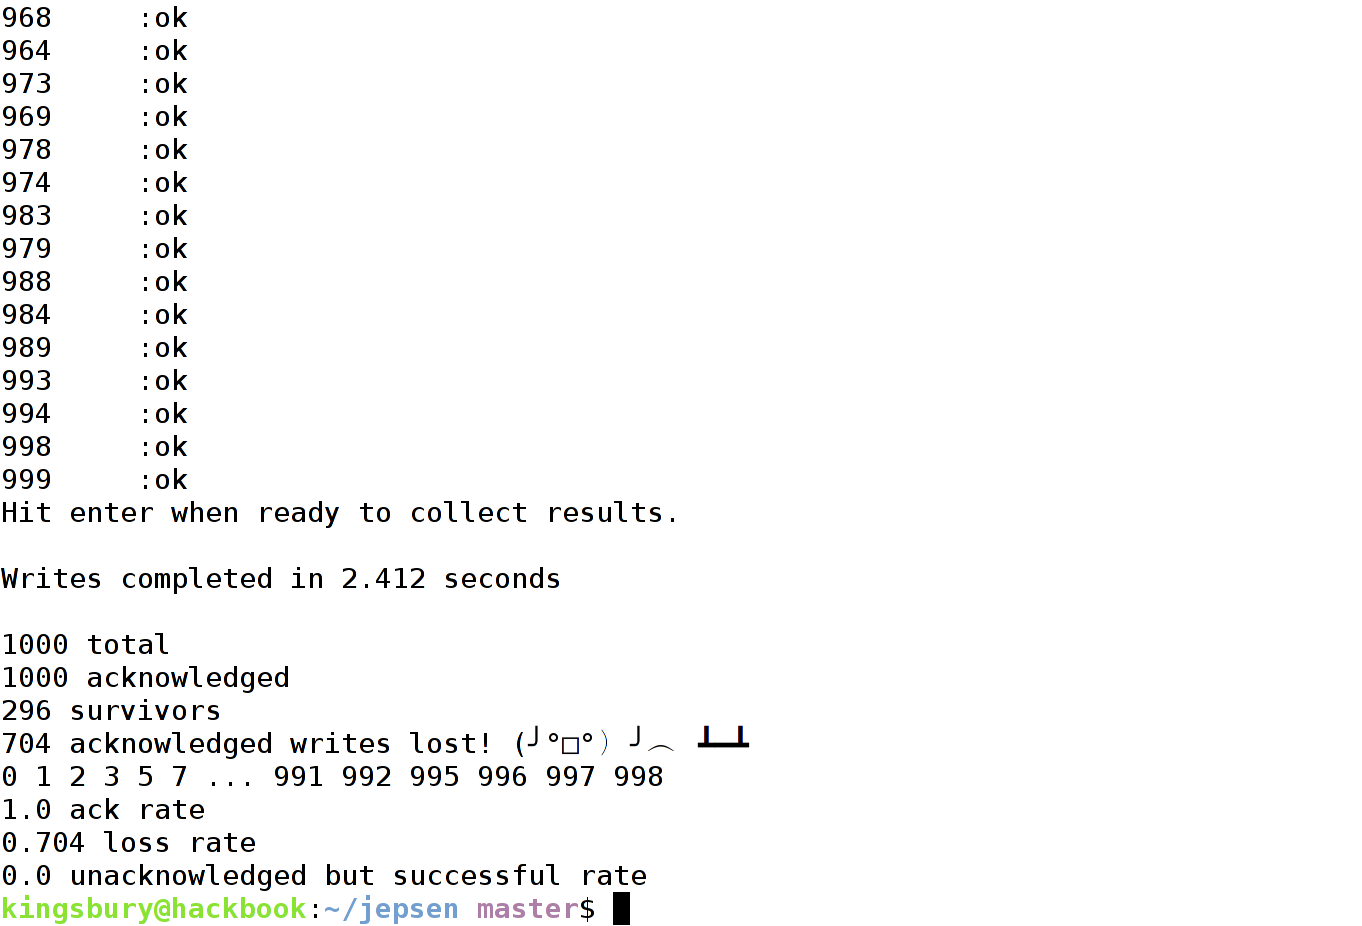 968     :ok
964     :ok
973     :ok
969     :ok
978     :ok
974     :ok
983     :ok
979     :ok
988     :ok
984     :ok
989     :ok
993     :ok
994     :ok
998     :ok
999     :ok
Hit enter when ready to collect results.
Writes completed in 2.412 seconds
1000 total
1000 acknowledged
296 survivors
704 acknowledged writes lost! (╯°□°）╯︵ ┻━┻
0 1 2 3 5 7 ... 991 992 995 996 997 998
1.0 ack rate
0.704 loss rate
0.0 unacknowledged but successful rate
kingsbury@hackbook:~/jepsen master$